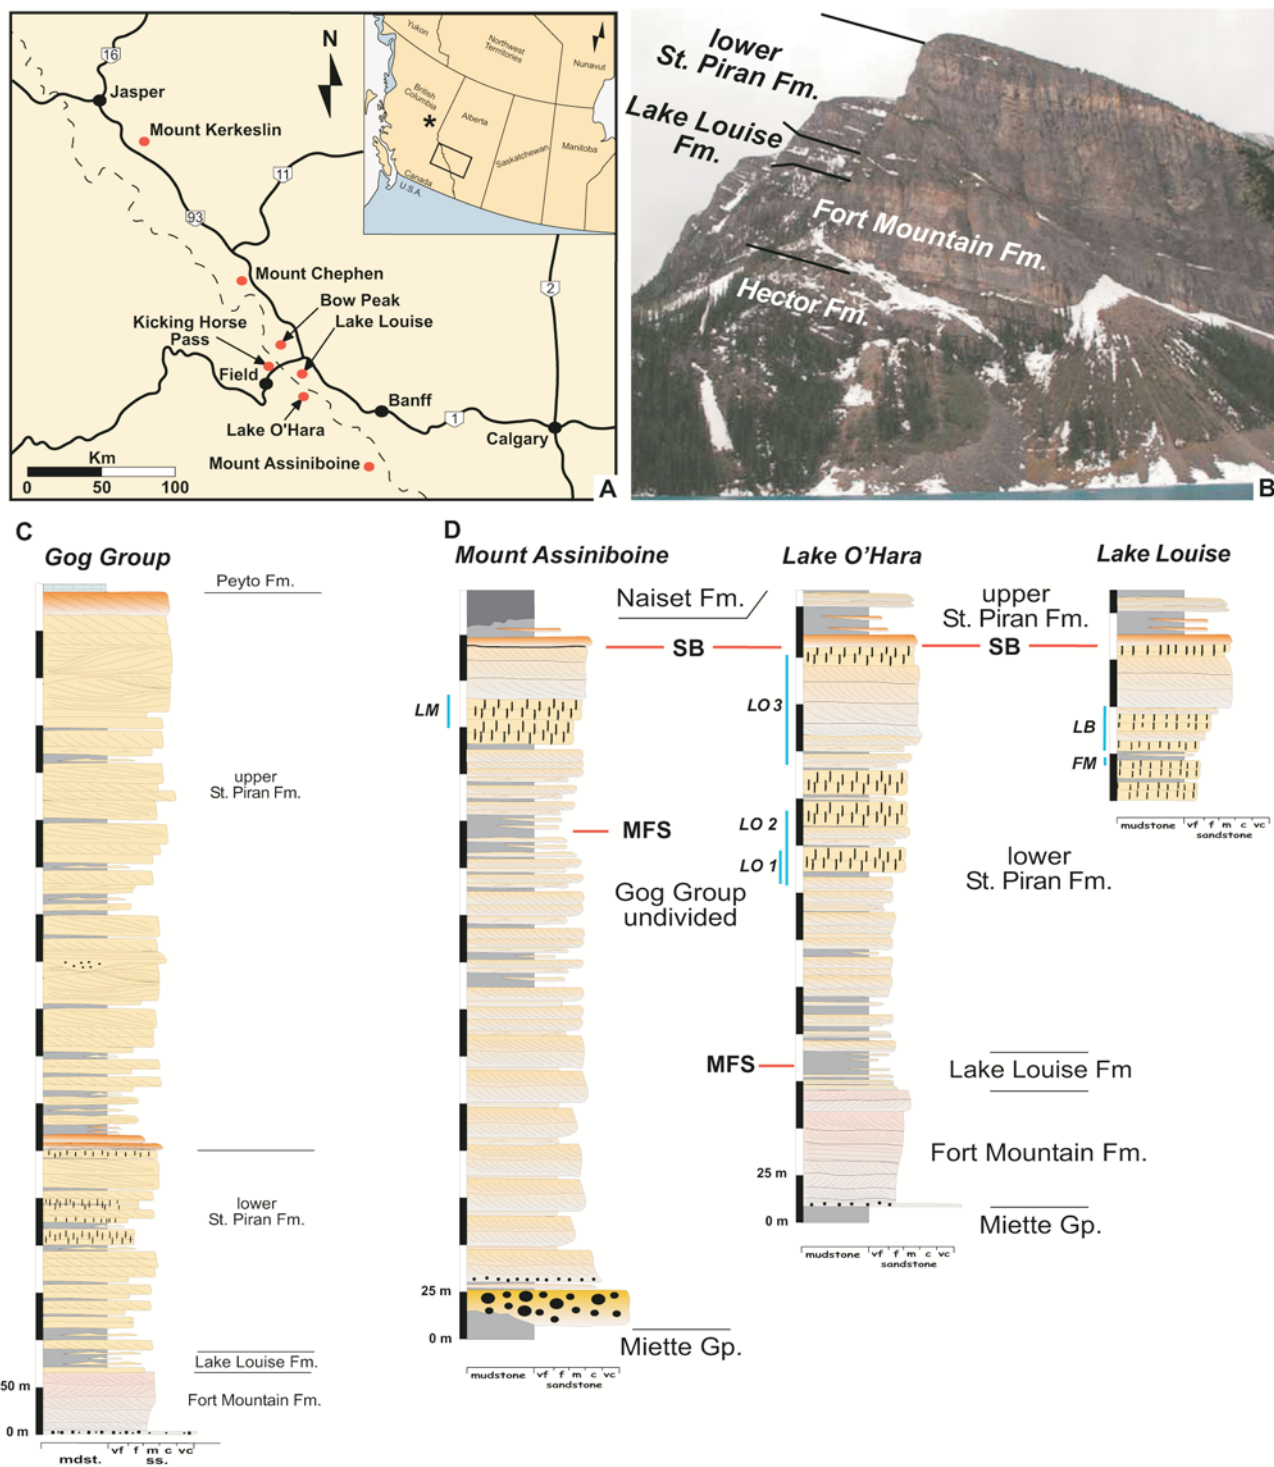 N
16
Jasper
Mount Kerkeslin
11
93
Mount Chephen
Bow Peak
Lake Louise
Kicking Horse
Pass
Field
Lake O'Hara
Banff
1
2
Calgary
Mount Assiniboine
Km
0 50 100
A
Yukon
Northwest
Territories
Nunavut
British
Columbia
*
Alberta
Saskatchewan
Manitoba
Canada
U.S.A.
lower
St. Piran Fm.
Lake Louise
Fm.
Fort Mountain Fm.
Hector Fm.
B
C
Gog Group
Peyto Fm.
upper
St. Piran Fm.
lower
St. Piran Fm.
Lake Louise Fm.
Fort Mountain Fm.
50 m
0 m
vf f m c vc
mdst. ss.
D
Mount Assiniboine
Lake O'Hara
Lake Louise
Naiset Fm.
upper
St. Piran Fm.
SB
SB
LM
LO 3
LB
FM
MFS
LO 2
LO 1
Gog Group
undivided
lower
St. Piran Fm.
mudstone vf f m c vc
sandstone
MFS
Lake Louise Fm
Fort Mountain Fm.
25 m
0 m
Miette Gp.
mudstone vf f m c vc
sandstone
25 m
0 m
Miette Gp.
mudstone vf f m c vc
sandstone